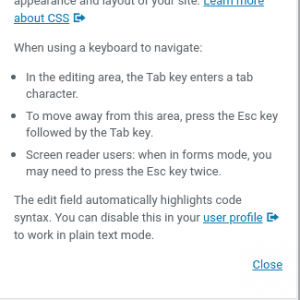 appearance and layout of your site. Learn more
about CSS
When using a keyboard to navigate:
In the editing area, the Tab key enters a tab
character.
To move away from this area, press the Esc key
followed by the Tab key.
Screen reader users: when in forms mode, you
may need to press the Esc key twice.
The edit field automatically highlights code
syntax. You can disable this in your user profile
to work in plain text mode.
Close